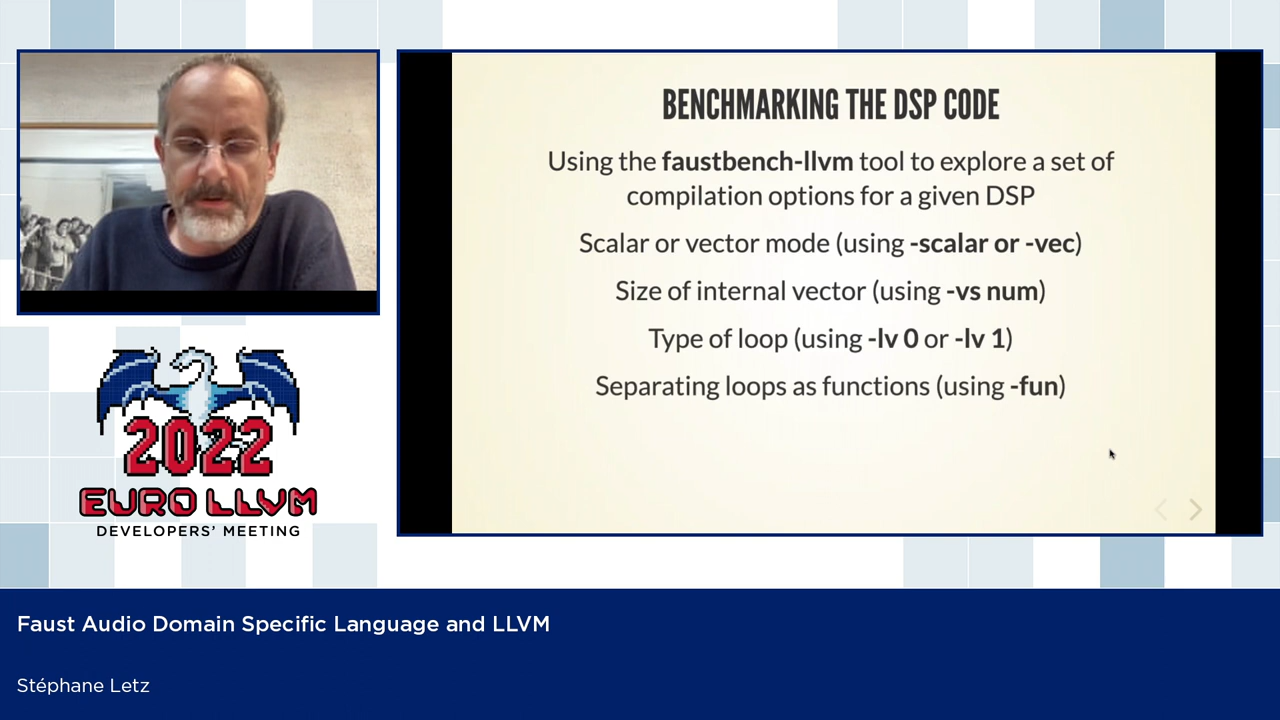 BENCHMARKING THE DSP CODE
Using the faustbench-llvm tool to explore a set of
compilation options for a given DSP
Scalar or vector mode (using -scalar or -vec)
Size of internal vector (using -vs num)
Type of loop (using -lv 0 or -lv 1)
Separating loops as functions (using -fun)
2022
EURO LLVM
DEVELOPERS' MEETING
Faust Audio Domain Specific Language and LLVM
Stéphane Letz